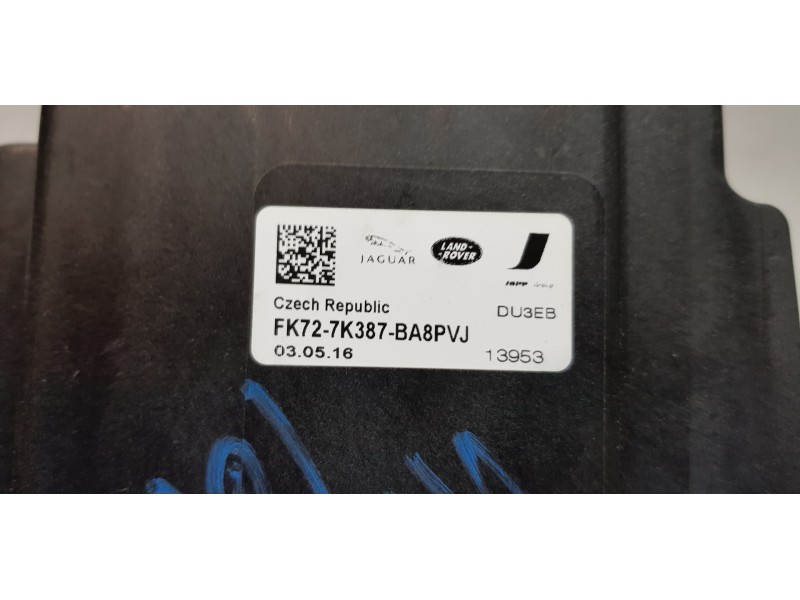 JAGUAR
LAND-
-ROVER
Czech Republic
DU3EB
FK72-7K387-BA8PVJ
03.05.16
13953